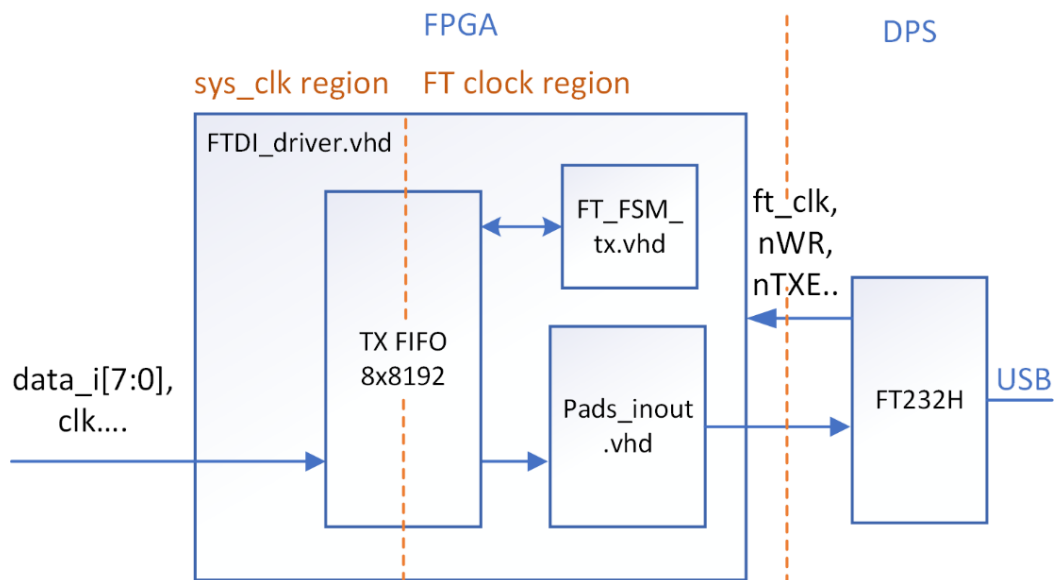 FPGA
DPS
sys_clk region
FT clock region
FTDI_driver.vhd
FT_FSM_
tx.vhd
ft_clk,
nWR,
nTXE..
TX FIFO
8x8192
data_i[7:0],
clk....
Pads_inout
.vhd
FT232H
USB